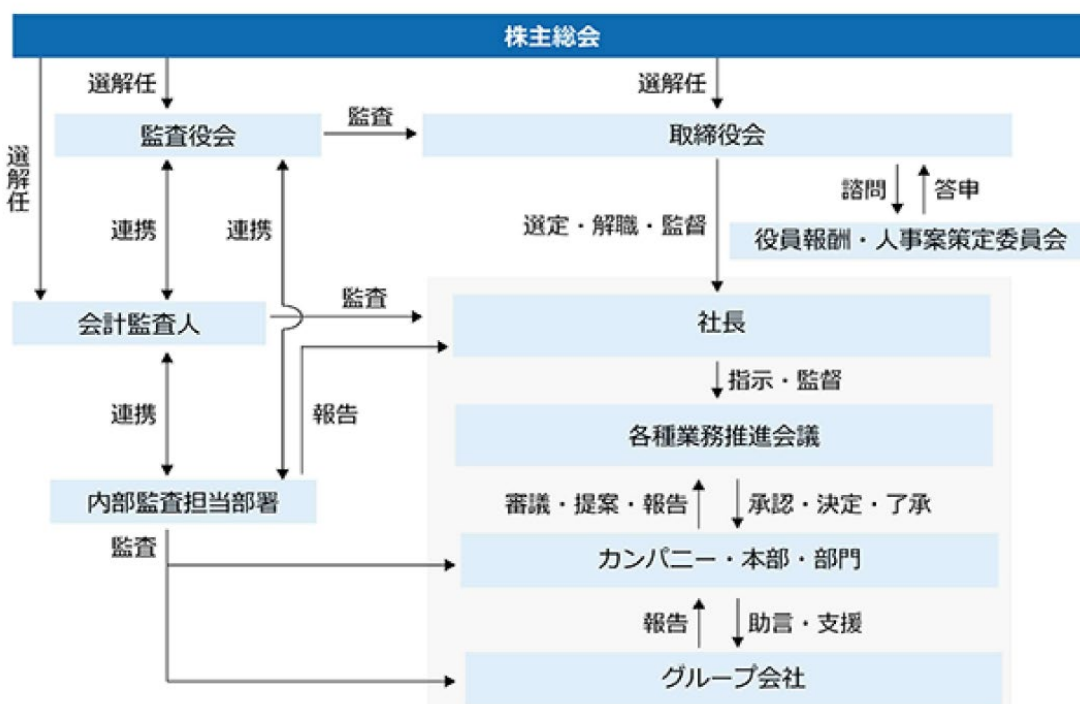 株主総会
選解任
選解任
選解任
監査役会
監査
取締役会
連携
連携
選定・解職・監督
諮問
答申
役員報酬・人事案策定委員会
会計監査人
監査
社長
指示・監督
連携
報告
各種業務推進会議
内部監査担当部署
審議・提案・報告
承認・決定・了承
監査
カンパニー・本部・部門
報告
助言・支援
グループ会社